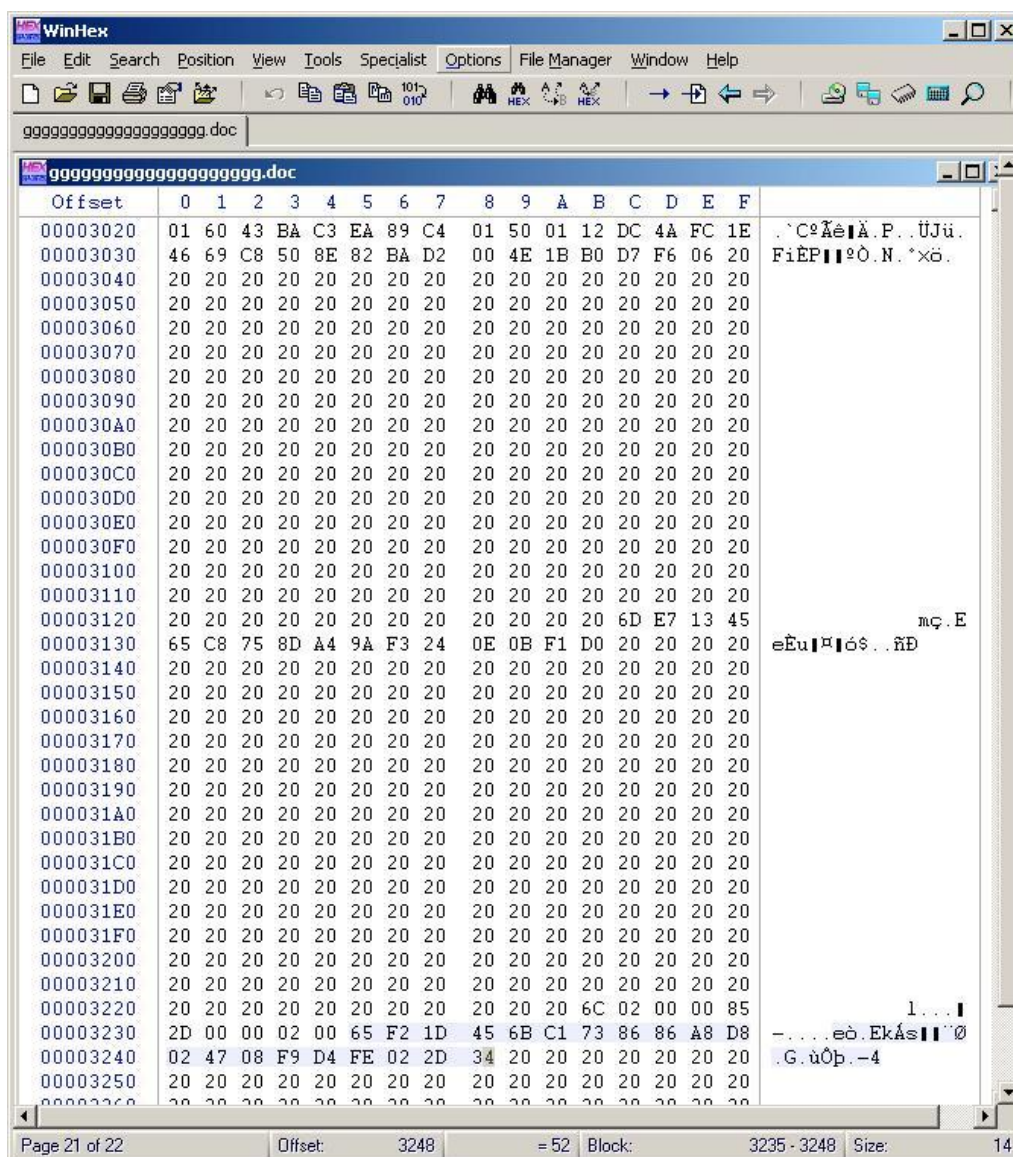 WinHex
File Edit Search Position View Tools Specialist Options File Manager Window Help
gggggggggggggggggggg.doc
gggggggggggggggggggg.doc
Offset 0 1 2 3 4 5 6 7 8 9 A B C D E F
00003020 01 60 43 BA C3 EA 89 C4 01 50 01 12 DC 4A FC 1E .`CºÃê▮Ä.P..ÜJü.
00003030 46 69 C8 50 8E 82 BA D2 00 4E 1B B0 D7 F6 06 20 FiÈP▮▮ºÒ.N.°×ö.
00003040 20 20 20 20 20 20 20 20 20 20 20 20 20 20 20 20
00003050 20 20 20 20 20 20 20 20 20 20 20 20 20 20 20 20
00003060 20 20 20 20 20 20 20 20 20 20 20 20 20 20 20 20
00003070 20 20 20 20 20 20 20 20 20 20 20 20 20 20 20 20
00003080 20 20 20 20 20 20 20 20 20 20 20 20 20 20 20 20
00003090 20 20 20 20 20 20 20 20 20 20 20 20 20 20 20 20
000030A0 20 20 20 20 20 20 20 20 20 20 20 20 20 20 20 20
000030B0 20 20 20 20 20 20 20 20 20 20 20 20 20 20 20 20
000030C0 20 20 20 20 20 20 20 20 20 20 20 20 20 20 20 20
000030D0 20 20 20 20 20 20 20 20 20 20 20 20 20 20 20 20
000030E0 20 20 20 20 20 20 20 20 20 20 20 20 20 20 20 20
000030F0 20 20 20 20 20 20 20 20 20 20 20 20 20 20 20 20
00003100 20 20 20 20 20 20 20 20 20 20 20 20 20 20 20 20
00003110 20 20 20 20 20 20 20 20 20 20 20 20 20 20 20 20
00003120 20 20 20 20 20 20 20 20 20 20 20 20 6D E7 13 45 mç.E
00003130 65 C8 75 8D A4 9A F3 24 0E 0B F1 D0 20 20 20 20 eÈu▮¤▮ó$..ñÐ
00003140 20 20 20 20 20 20 20 20 20 20 20 20 20 20 20 20
00003150 20 20 20 20 20 20 20 20 20 20 20 20 20 20 20 20
00003160 20 20 20 20 20 20 20 20 20 20 20 20 20 20 20 20
00003170 20 20 20 20 20 20 20 20 20 20 20 20 20 20 20 20
00003180 20 20 20 20 20 20 20 20 20 20 20 20 20 20 20 20
00003190 20 20 20 20 20 20 20 20 20 20 20 20 20 20 20 20
000031A0 20 20 20 20 20 20 20 20 20 20 20 20 20 20 20 20
000031B0 20 20 20 20 20 20 20 20 20 20 20 20 20 20 20 20
000031C0 20 20 20 20 20 20 20 20 20 20 20 20 20 20 20 20
000031D0 20 20 20 20 20 20 20 20 20 20 20 20 20 20 20 20
000031E0 20 20 20 20 20 20 20 20 20 20 20 20 20 20 20 20
000031F0 20 20 20 20 20 20 20 20 20 20 20 20 20 20 20 20
00003200 20 20 20 20 20 20 20 20 20 20 20 20 20 20 20 20
00003210 20 20 20 20 20 20 20 20 20 20 20 20 20 20 20 20
00003220 20 20 20 20 20 20 20 20 20 20 20 6C 02 00 00 85 l...▮
00003230 2D 00 00 02 00 65 F2 1D 45 6B C1 73 86 86 A8 D8 -....eò.EkÁs▮▮¨Ø
00003240 02 47 08 F9 D4 FE 02 2D 34 20 20 20 20 20 20 20 .G.ùÔþ.-4
00003250 20 20 20 20 20 20 20 20 20 20 20 20 20 20 20 20
Page 21 of 22 Offset: 3248 = 52 Block: 3235 - 3248 Size: 14